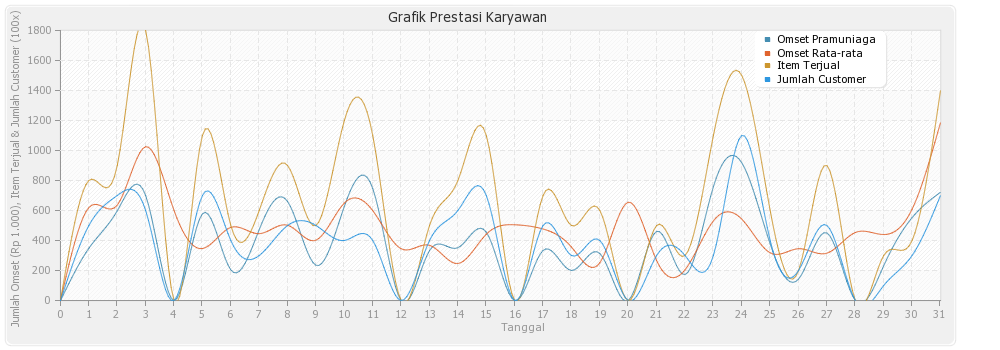 Grafik Prestasi Karyawan
Jumlah Omset (Rp 1.000), Item Terjual & Jumlah Customer (100x)
1800
1600
1400
1200
1000
800
600
400
200
0
Omset Pramuniaga
Omset Rata-rata
Item Terjual
Jumlah Customer
0 1 2 3 4 5 6 7 8 9 10 11 12 13 14 15 16 17 18 19 20 21 22 23 24 25 26 27 28 29 30 31
Tanggal